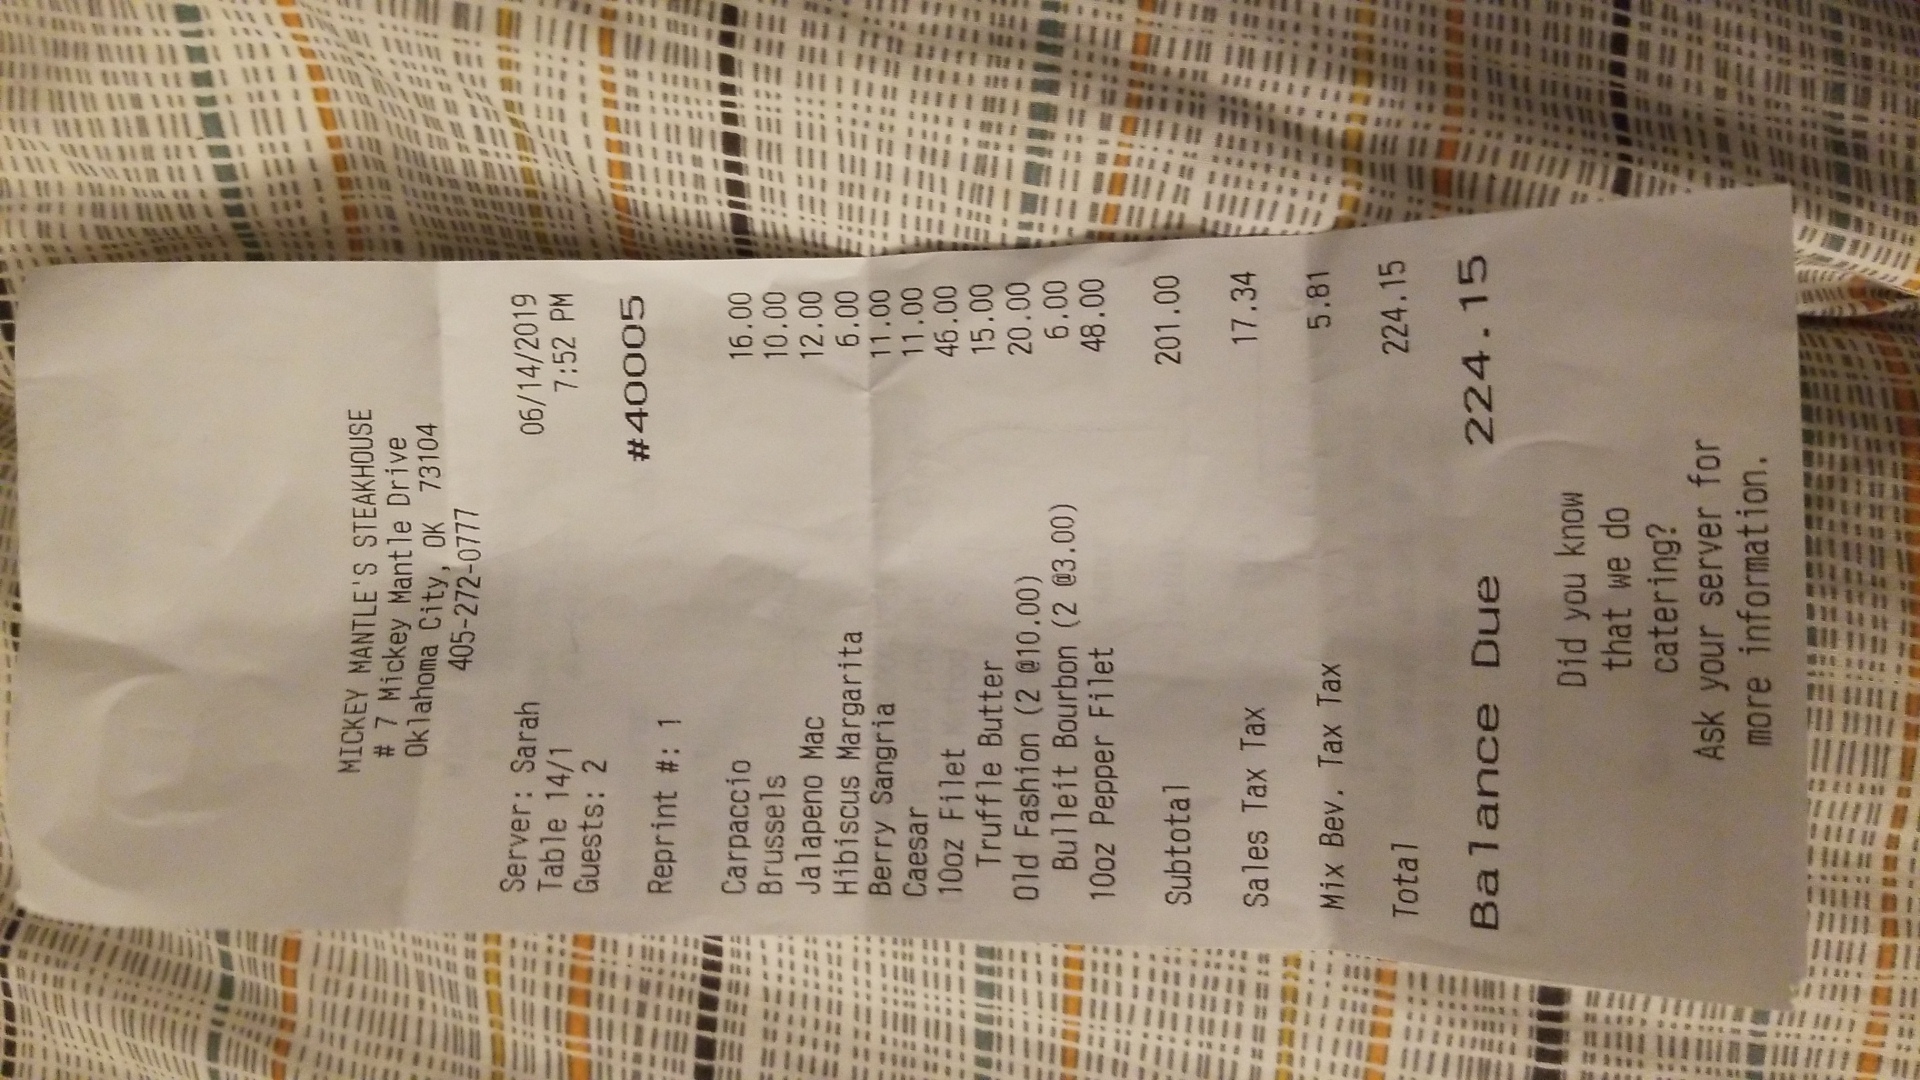 MICKEY MANTLE'S STEAKHOUSE
# 7 Mickey Mantle Drive
Oklahoma City, OK 73104
405-272-0777
Server: Sarah 06/14/2019
Table 14/1 7:52 PM
Guests: 2
#40005
Reprint #: 1
Carpaccio 16.00
Brussels 10.00
Jalapeno Mac 12.00
Hibiscus Margarita 6.00
Berry Sangria 11.00
Caesar 11.00
10oz Filet 46.00
Truffle Butter 15.00
Old Fashion (2 @10.00) 20.00
Bulleit Bourbon (2 @3.00) 6.00
10oz Pepper Filet 48.00
Subtotal 201.00
Sales Tax Tax 17.34
Mix Bev. Tax Tax 5.81
Total 224.15
Balance Due 224.15
Did you know
that we do
catering?
Ask your server for
more information.